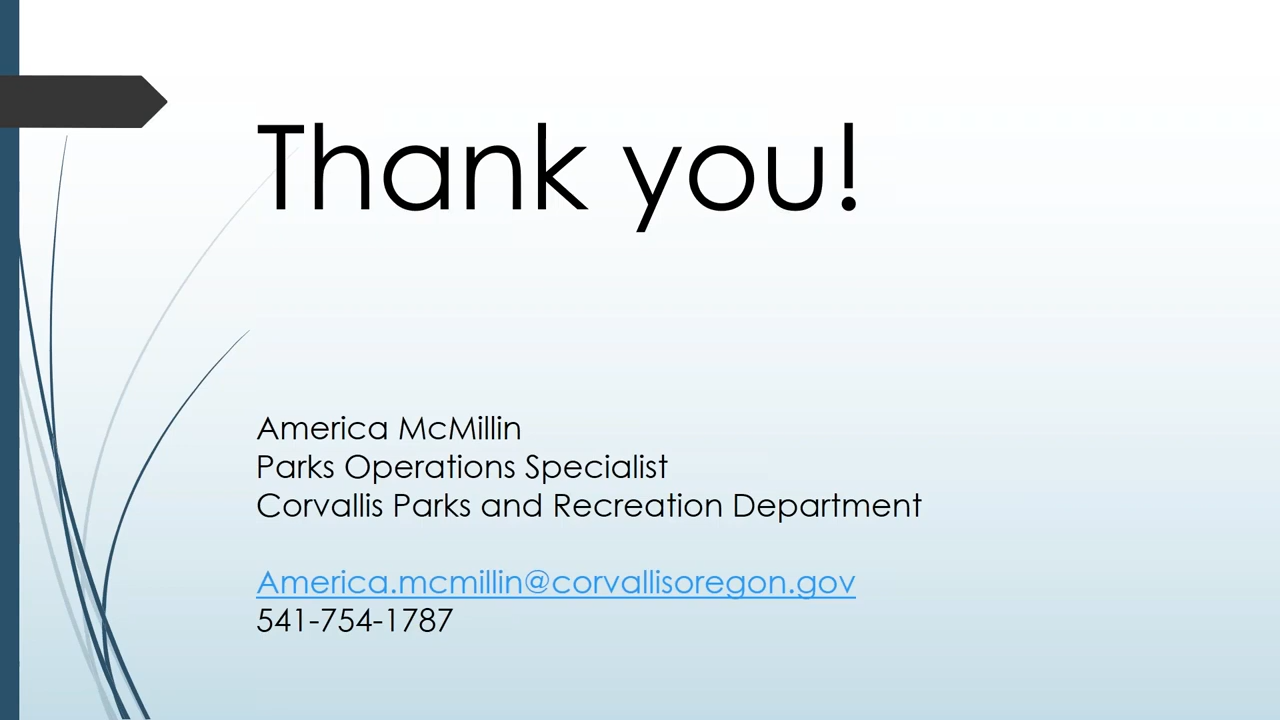 Thank you!
America McMillin
Parks Operations Specialist
Corvallis Parks and Recreation Department
America.mcmillin@corvallisoregon.gov
541-754-1787